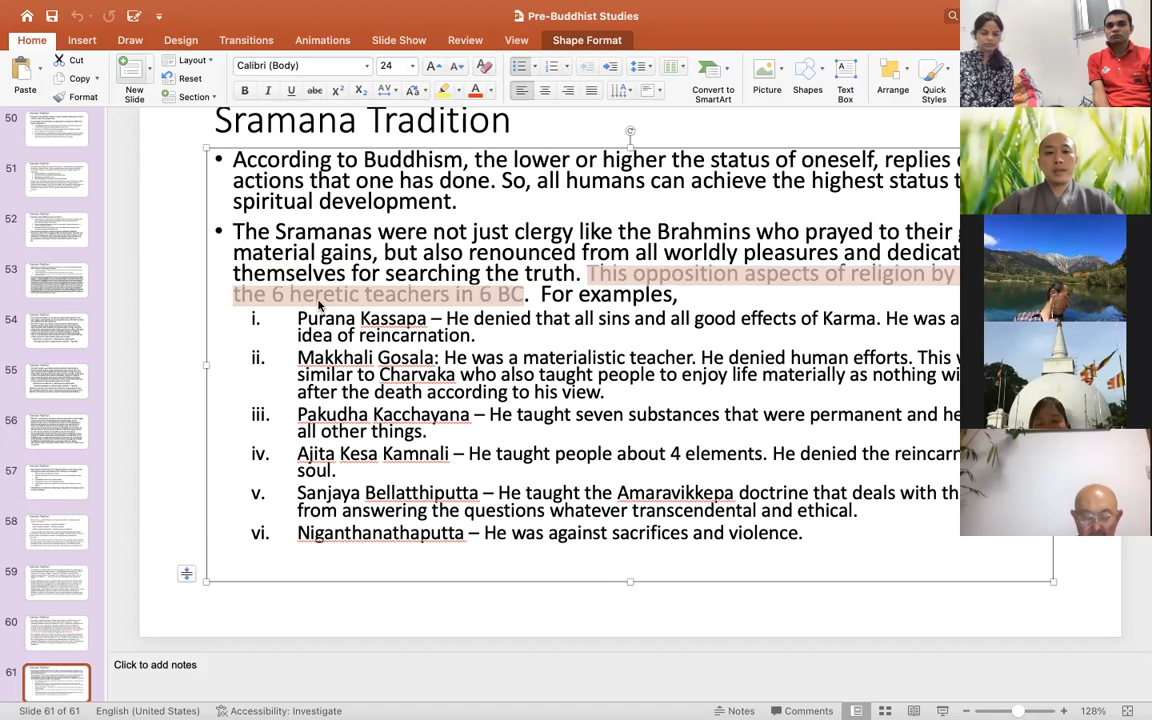 Pre-Buddhist Studies
Home Insert Draw Design Transitions Animations Slide Show Review View Shape Format
Paste Cut Copy Format New Slide Layout Reset Section Calibri (Body) 24 Convert to SmartArt Picture Shapes Text Box Arrange Quick Styles
Sramana Tradition
• According to Buddhism, the lower or higher the status of oneself, replies
actions that one has done. So, all humans can achieve the highest status
spiritual development.
• The Sramanas were not just clergy like the Brahmins who prayed to their
material gains, but also renounced from all worldly pleasures and dedicat
themselves for searching the truth. This opposition aspects of religion by
the 6 heretic teachers in 6 BC. For examples,
i. Purana Kassapa – He denied that all sins and all good effects of Karma. He was a
idea of reincarnation.
ii. Makkhali Gosala: He was a materialistic teacher. He denied human efforts. This
similar to Charvaka who also taught people to enjoy life materially as nothing wi
after the death according to his view.
iii. Pakudha Kacchayana – He taught seven substances that were permanent and he
all other things.
iv. Ajita Kesa Kamnali – He taught people about 4 elements. He denied the reincarn
soul.
v. Sanjaya Bellatthiputta – He taught the Amaravikkepa doctrine that deals with th
from answering the questions whatever transcendental and ethical.
vi. Niganthanathaputta – He was against sacrifices and violence.
50
51
52
53
54
55
56
57
58
59
60
61
Click to add notes
Slide 61 of 61 English (United States) Accessibility: Investigate Notes Comments 128%